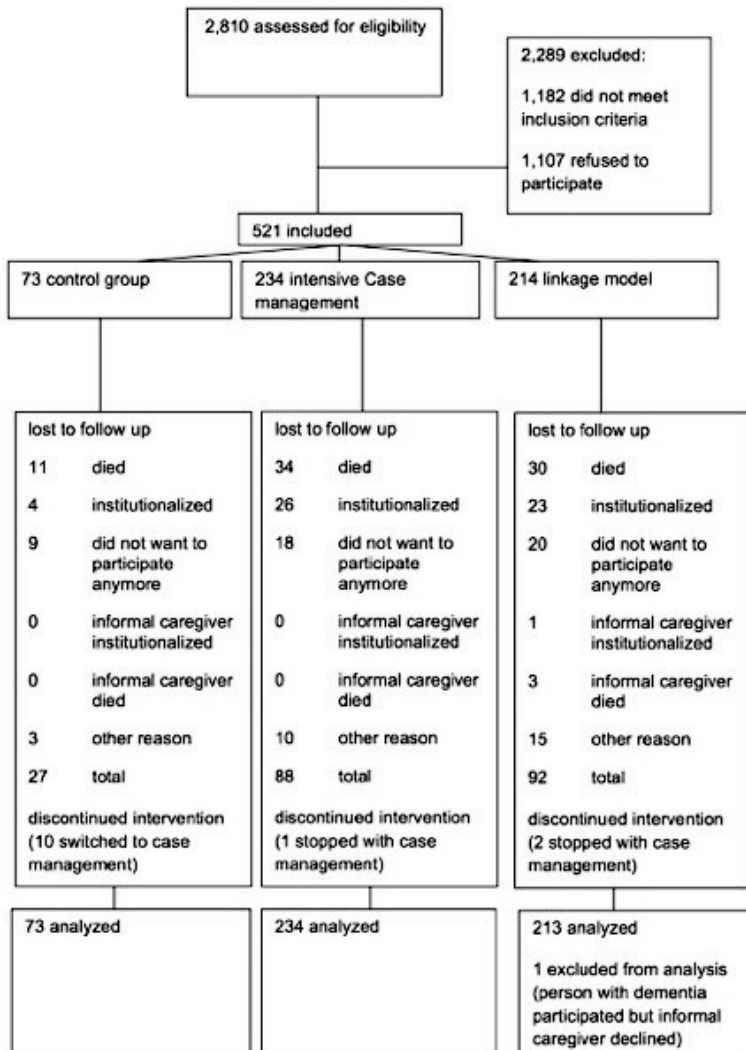 2,810 assessed for eligibility
2,289 excluded:
1,182 did not meet
inclusion criteria
1,107 refused to
participate
521 included
73 control group
234 intensive Case
management
214 linkage model
lost to follow up
11 died
4 institutionalized
9 did not want to
participate
anymore
0 informal caregiver
institutionalized
0 informal caregiver
died
3 other reason
27 total
discontinued intervention
(10 switched to case
management)
lost to follow up
34 died
26 institutionalized
18 did not want to
participate
anymore
0 informal caregiver
institutionalized
0 informal caregiver
died
10 other reason
88 total
discontinued intervention
(1 stopped with case
management)
lost to follow up
30 died
23 institutionalized
20 did not want to
participate
anymore
1 informal caregiver
institutionalized
3 informal caregiver
died
15 other reason
92 total
discontinued intervention
(2 stopped with case
management)
73 analyzed
234 analyzed
213 analyzed
1 excluded from analysis
(person with dementia
participated but informal
caregiver declined)